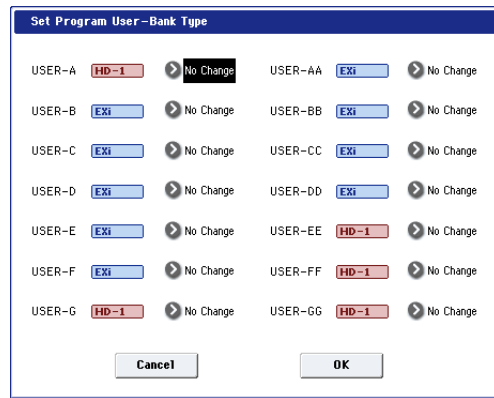 Set Program User-Bank Type
USER-A HD-1 No Change USER-AA EXi No Change
USER-B EXi No Change USER-BB EXi No Change
USER-C EXi No Change USER-CC EXi No Change
USER-D EXi No Change USER-DD EXi No Change
USER-E EXi No Change USER-EE HD-1 No Change
USER-F EXi No Change USER-FF HD-1 No Change
USER-G HD-1 No Change USER-GG HD-1 No Change
Cancel OK